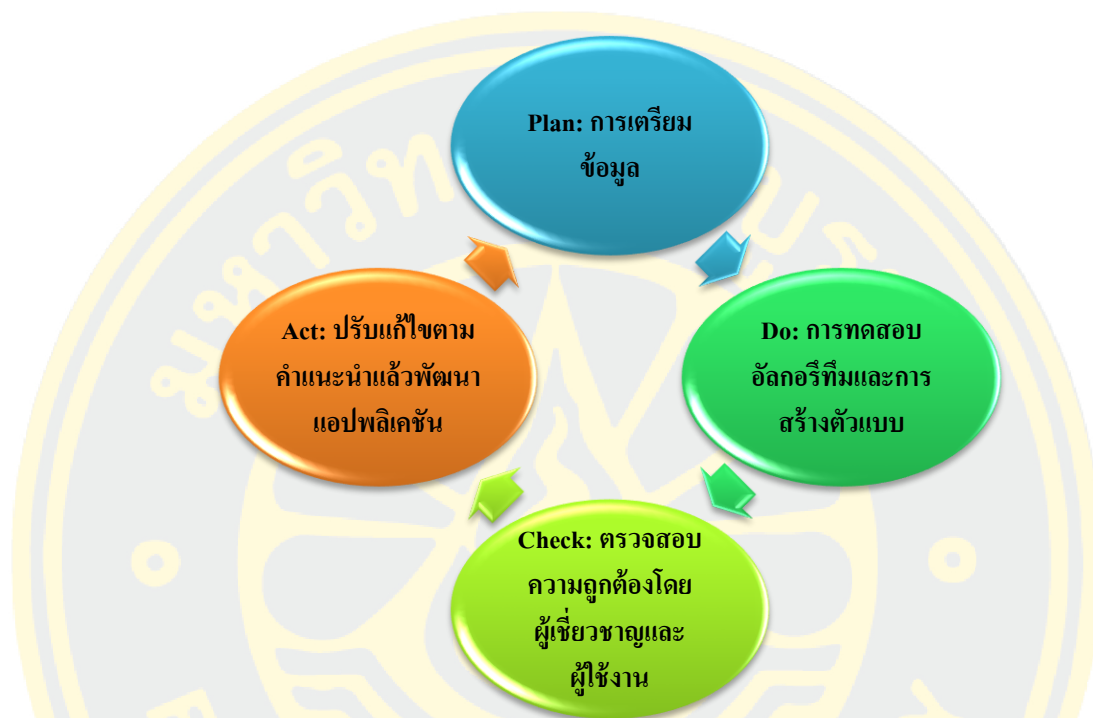 Plan: การเตรียม
ข้อมูล
Act: ปรับแก้ไขตาม
คำแนะนำแล้วพัฒนา
แอปพลิเคชัน
Do: การทดสอบ
อัลกอรึทึมและการ
สร้างตัวแบบ
Check: ตรวจสอบ
ความถูกต้องโดย
ผู้เชี่ยวชาญและ
ผู้ใช้งาน